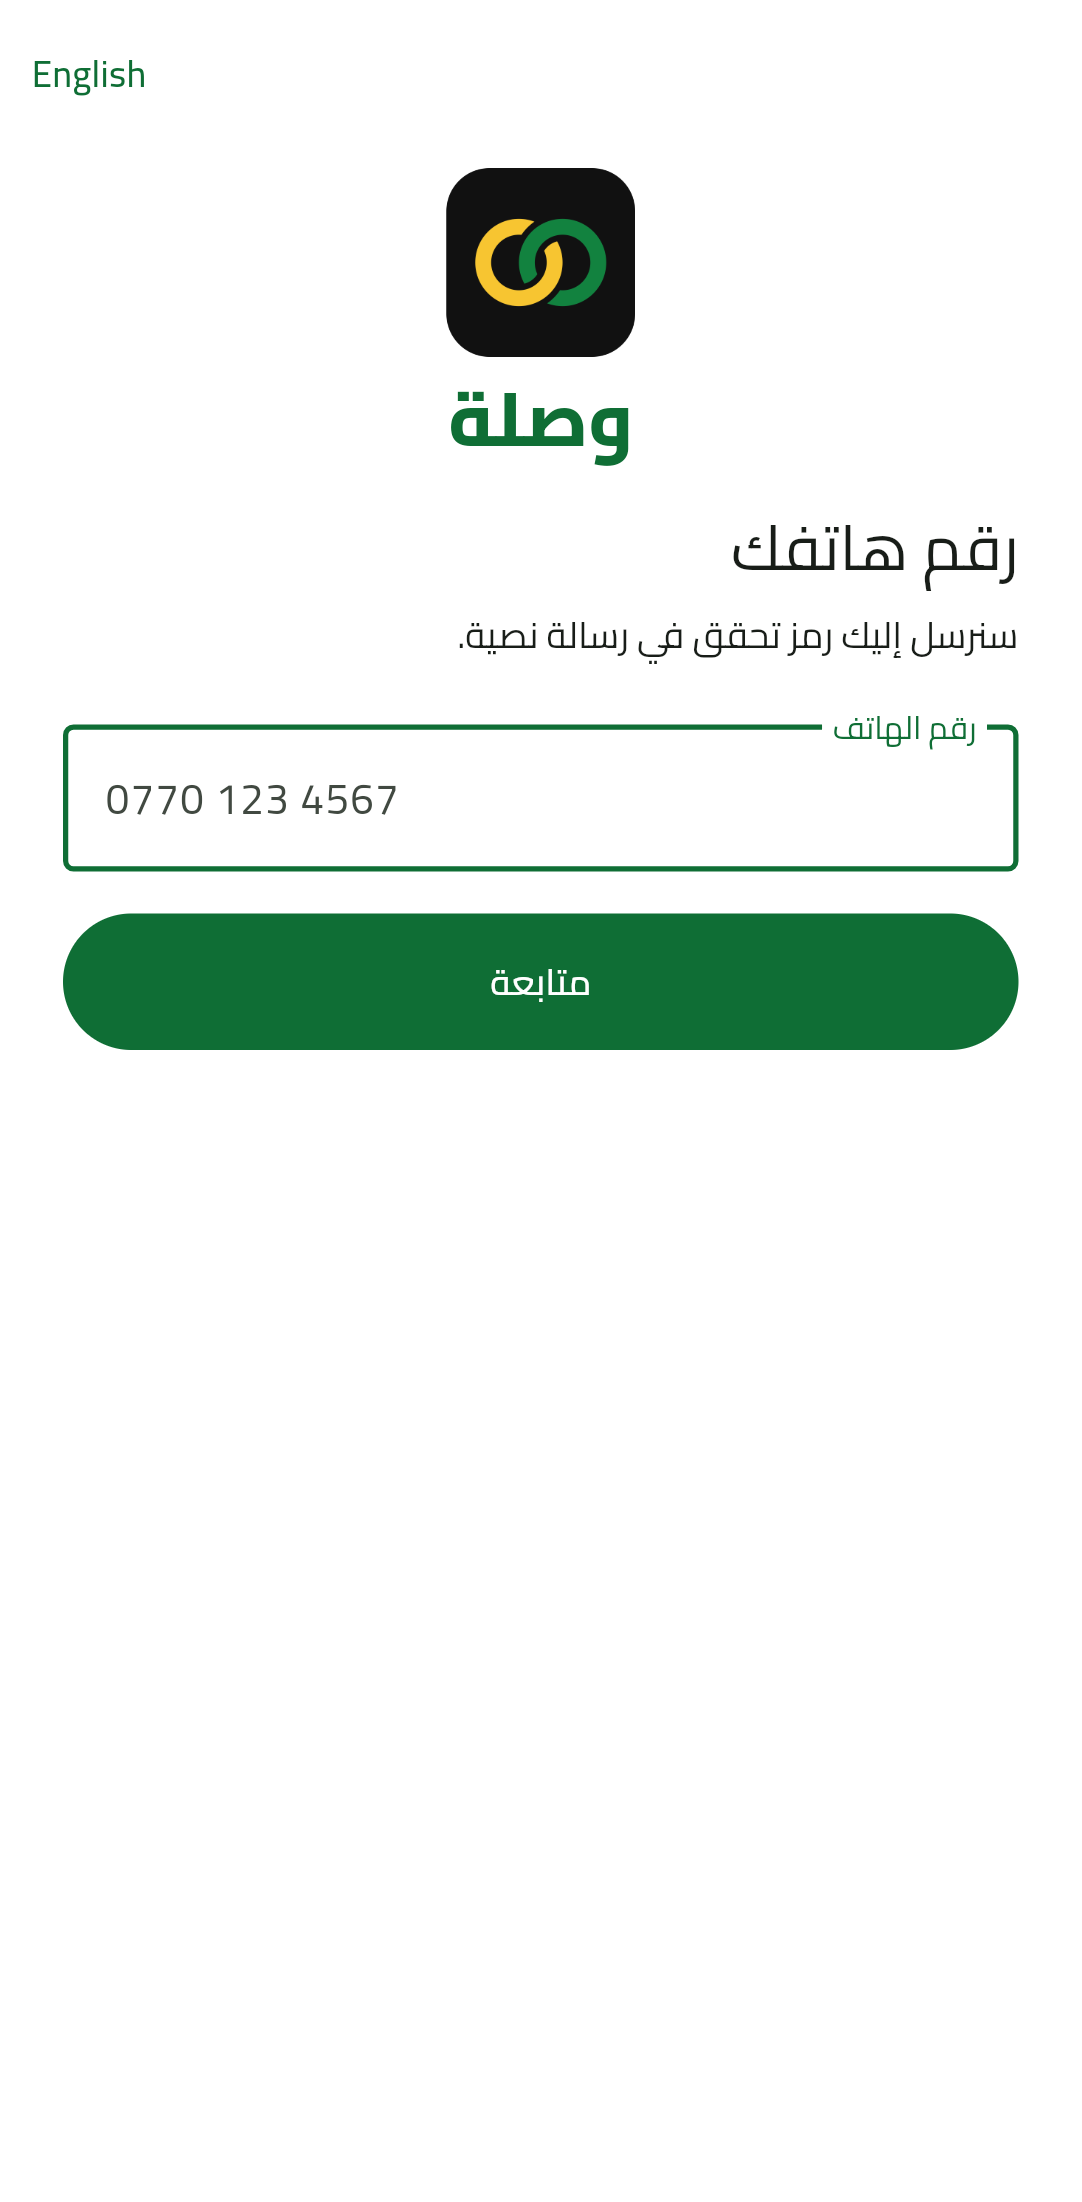 English
وصلة
رقم هاتفك
سنرسل إليك رمز تحقق في رسالة نصية.
رقم الهاتف
0770 123 4567
متابعة